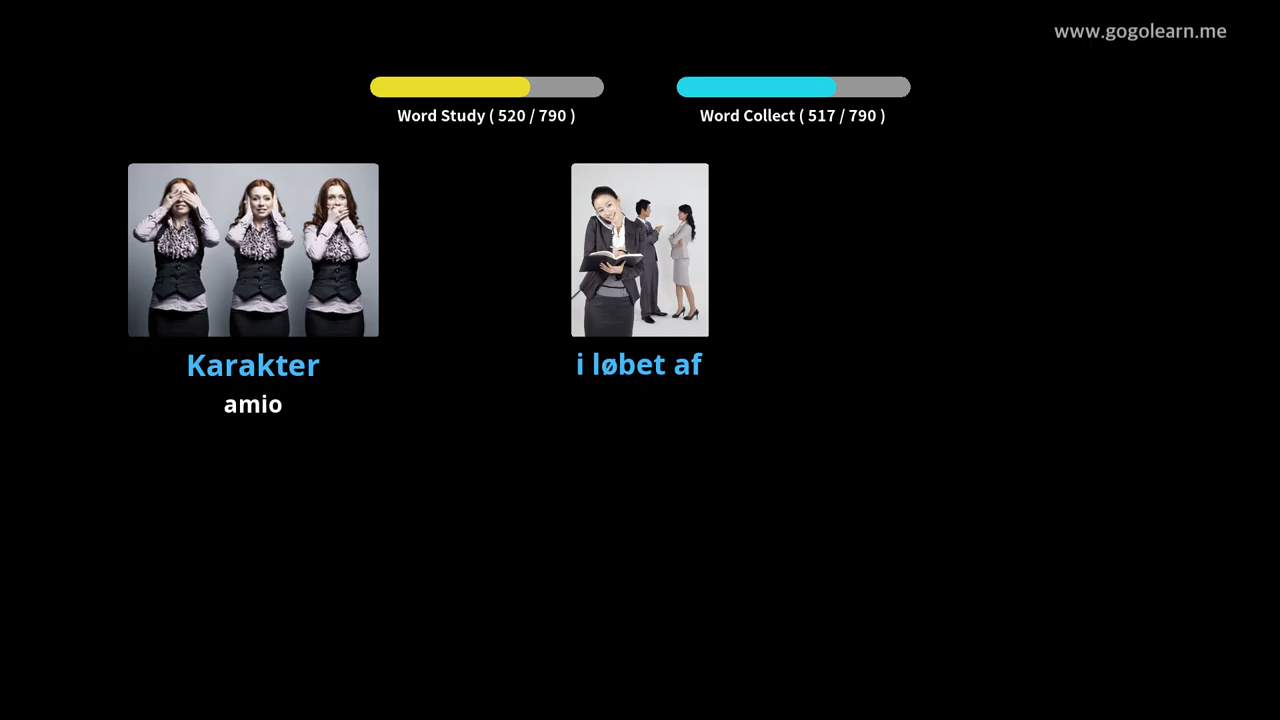 www.gogolearn.me
Word Study ( 520 / 790 )
Word Collect ( 517 / 790 )
Karakter
amio
i løbet af